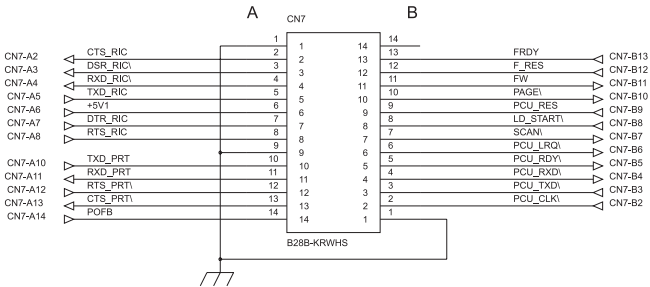 A CN7 B
1 14
CN7-A2 CTS_RIC 2 1 14 13 FRDY CN7-B13
CN7-A3 DSR_RIC\ 3 2 13 12 F_RES CN7-B12
CN7-A4 RXD_RIC\ 4 3 12 11 FW CN7-B11
CN7-A5 TXD_RIC 5 4 11 10 PAGE\ CN7-B10
CN7-A6 +5V1 6 5 10 9 PCU_RES CN7-B9
CN7-A7 DTR_RIC 7 6 9 8 LD_START\ CN7-B8
CN7-A8 RTS_RIC 8 7 8 7 SCAN\ CN7-B7
9 8 7 6 PCU_LRQ\ CN7-B6
CN7-A10 TXD_PRT 10 9 6 5 PCU_RDY\ CN7-B5
CN7-A11 RXD_PRT 11 10 5 4 PCU_RXD\ CN7-B4
CN7-A12 RTS_PRT\ 12 11 4 3 PCU_TXD\ CN7-B3
CN7-A13 CTS_PRT\ 13 12 3 2 PCU_CLK\ CN7-B2
CN7-A14 POFB 14 13 2 1
14 1
B28B-KRWHS